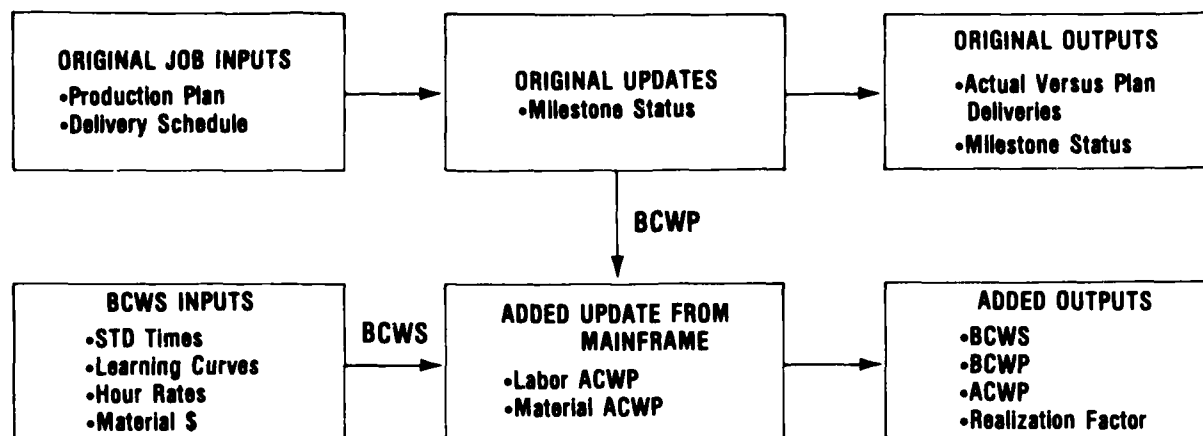 ORIGINAL JOB INPUTS
•Production Plan
•Delivery Schedule
ORIGINAL UPDATES
•Milestone Status
ORIGINAL OUTPUTS
•Actual Versus Plan
Deliveries
•Milestone Status
BCWP
BCWS INPUTS
•STD Times
•Learning Curves
•Hour Rates
•Material $
BCWS
ADDED UPDATE FROM
MAINFRAME
•Labor ACWP
•Material ACWP
ADDED OUTPUTS
•BCWS
•BCWP
•ACWP
•Realization Factor